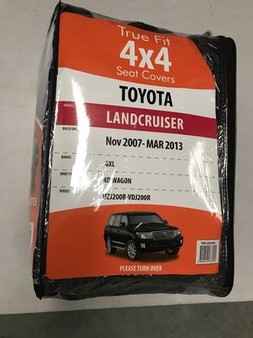 True Fit
4x4
Seat Covers
TOYOTA
LANDCRUISER
Nov 2007- MAR 2013
GXL
4D WAGON
UZJ200R-VDJ200R
PLEASE TURN OVER